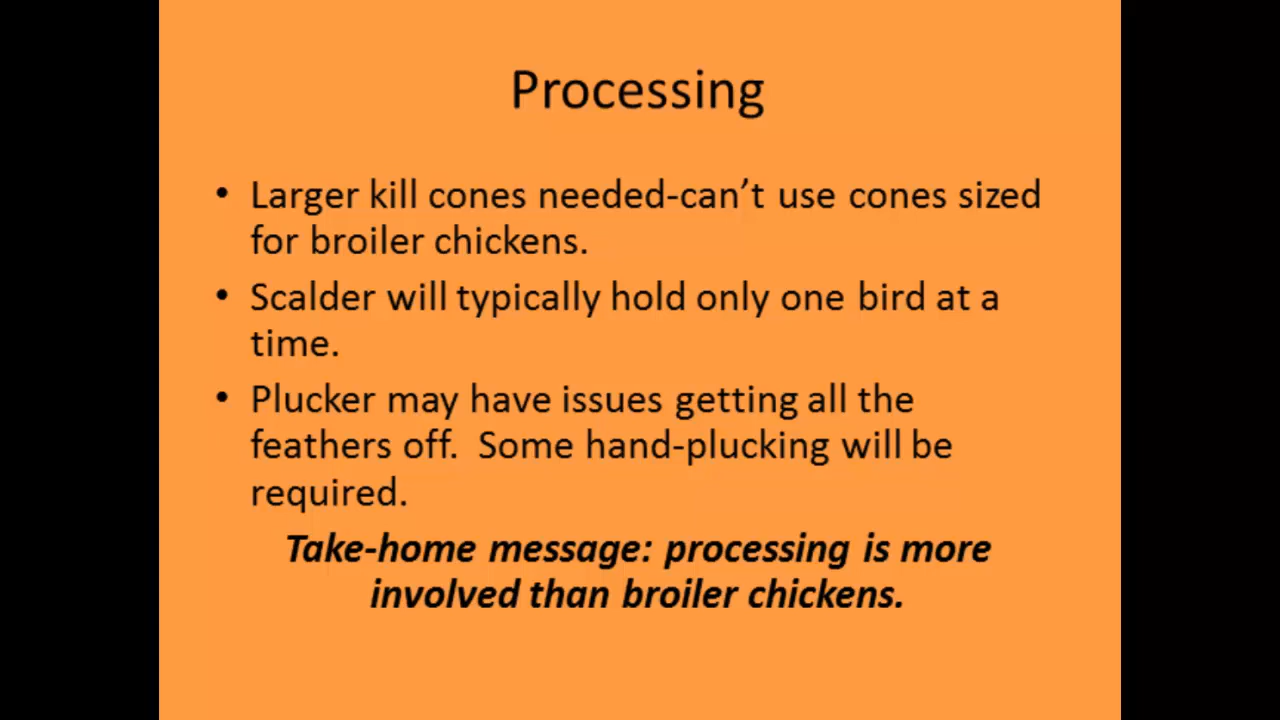 Processing
• Larger kill cones needed-can’t use cones sized
for broiler chickens.
• Scalder will typically hold only one bird at a
time.
• Plucker may have issues getting all the
feathers off.  Some hand-plucking will be
required.
Take-home message: processing is more
involved than broiler chickens.